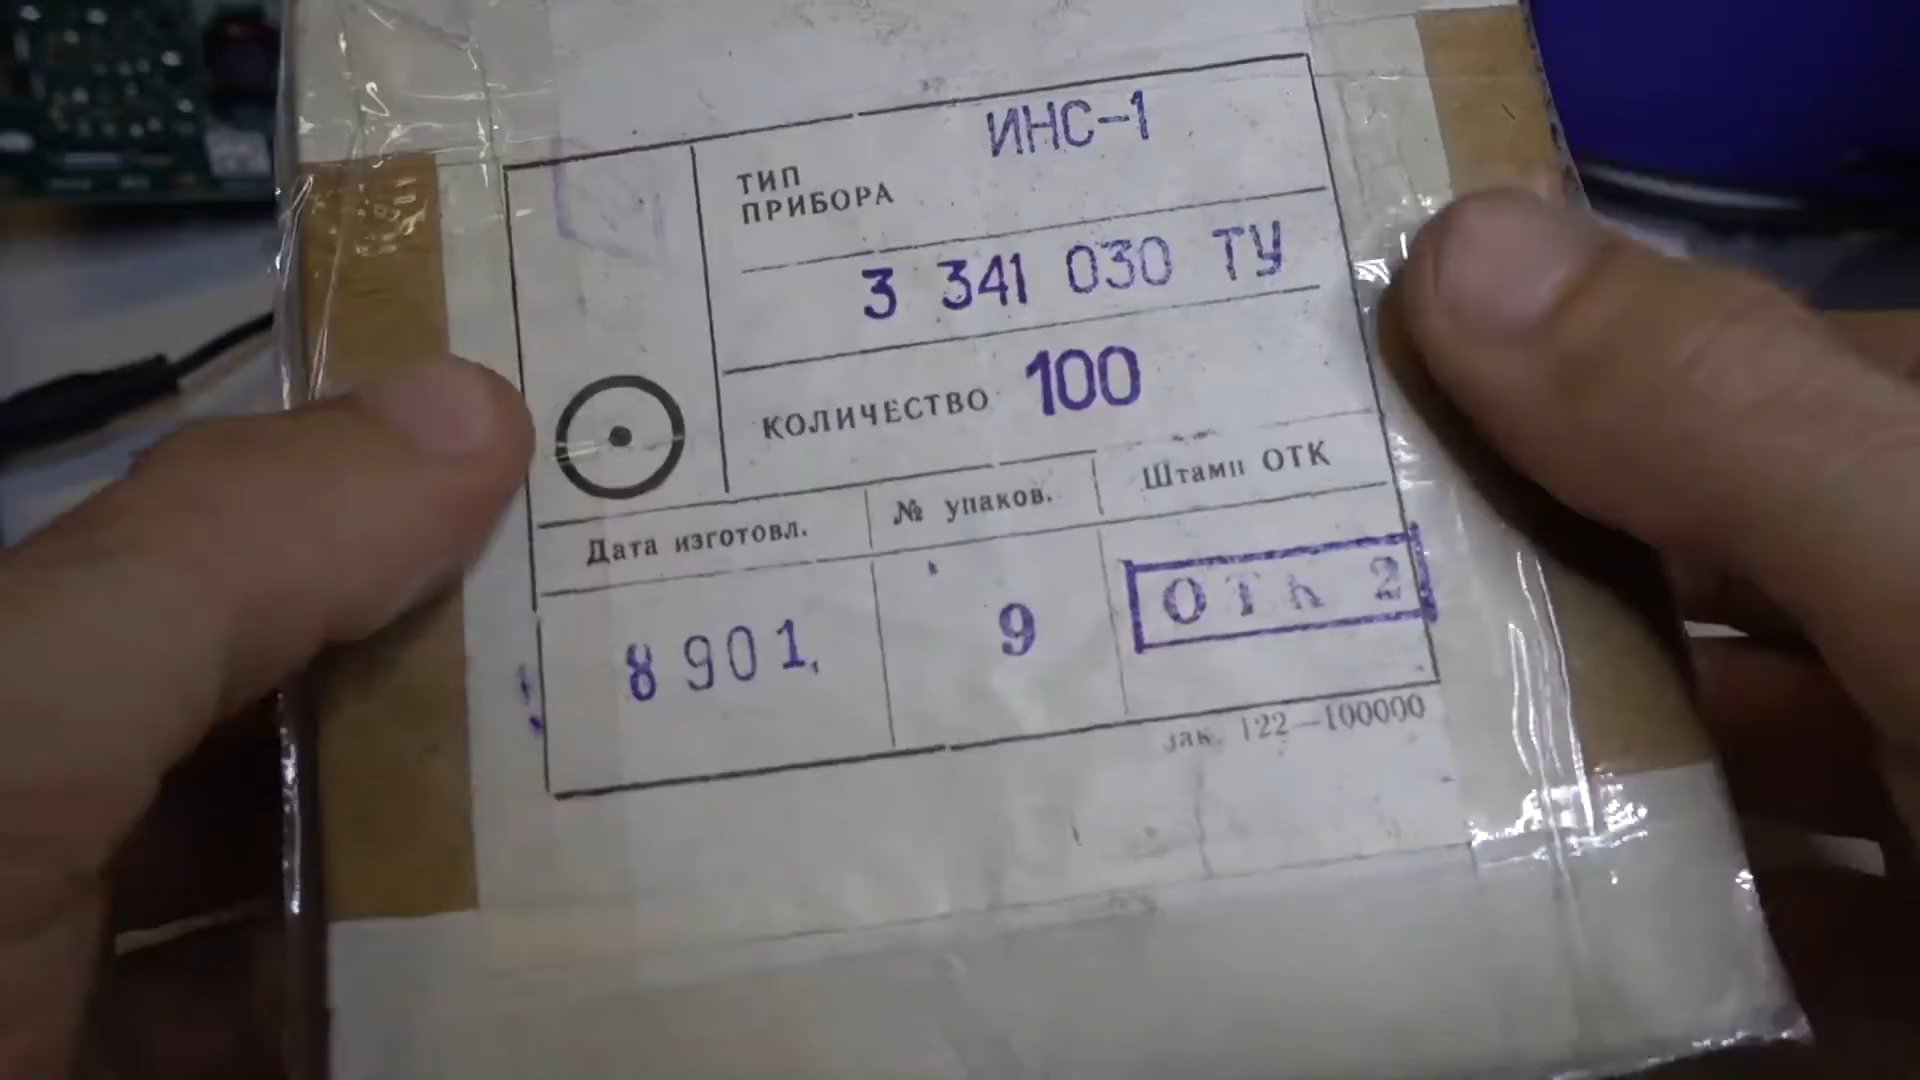 ТИП
ПРИБОРА
ИНС-1
3 341 030 ТУ
КОЛИЧЕСТВО 100
Дата изготовл.
№ упаков.
Штамп ОТК
8901.
9
ОТК 2
зак. 122—100000